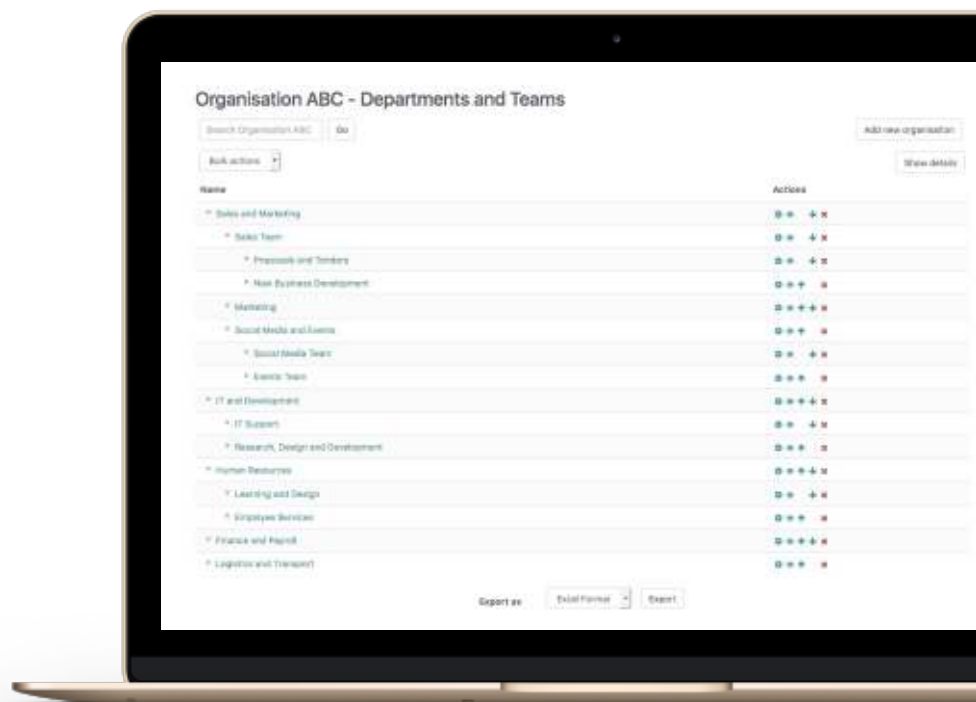 Organisation ABC - Departments and Teams
Search Organisation ABC Go Add new organisation
Bulk actions Show details
Name Actions
Sales and Marketing
Sales Team
Proposals and Tenders
New Business Development
Marketing
Social Media and Events
Social Media Team
Events Team
IT and Development
IT Support
Research, Design and Development
Human Resources
Learning and Design
Employee Services
Finance and Payroll
Logistics and Transport
Export as Excel Format Export